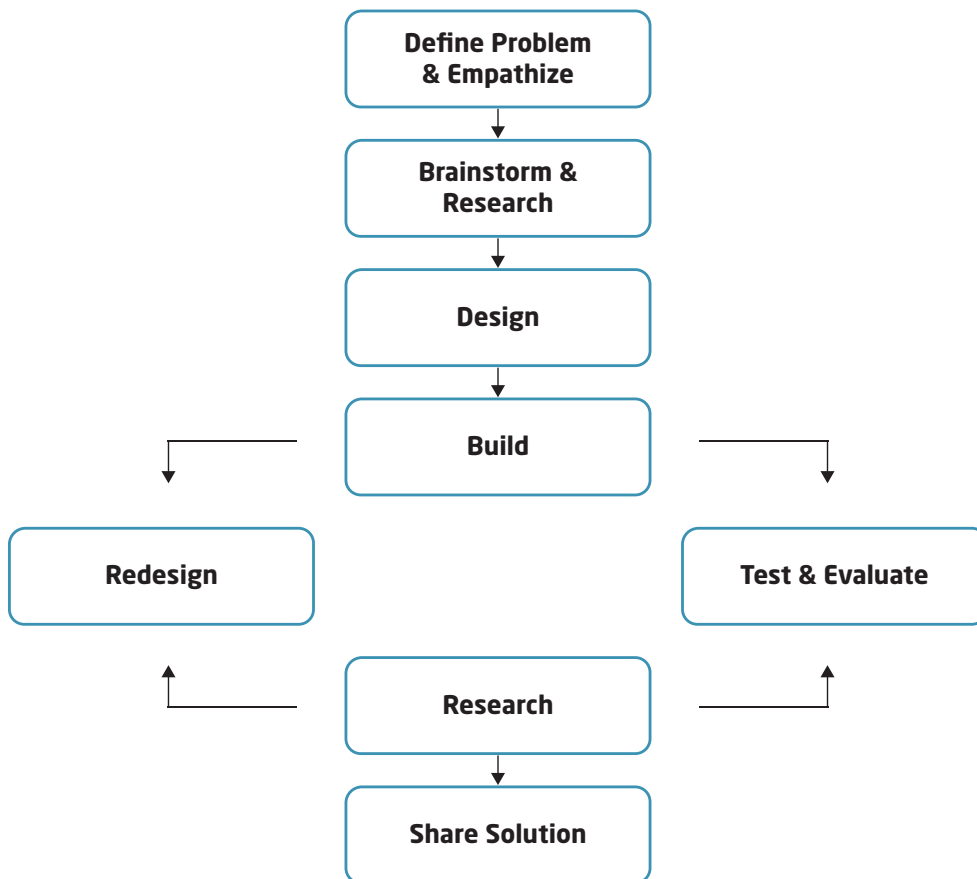 Define Problem
& Empathize
Brainstorm &
Research
Design
Build
Redesign
Test & Evaluate
Research
Share Solution